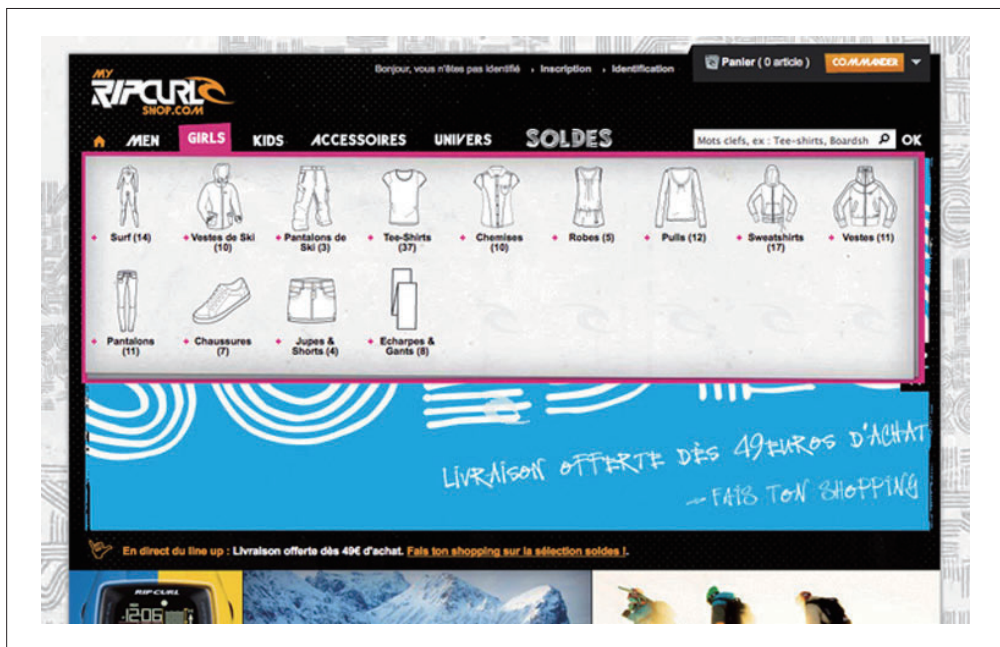 Bonjour, vous n'êtes pas identifié › Inscription › Identification
Panier ( 0 article ) COMMANDER
MY
RIPCURL
SHOP.COM
MEN GIRLS KIDS ACCESSOIRES UNIVERS SOLDES
Mots clefs, ex : Tee-shirts, Boardsh OK
+ Surf (14)
+ Vestes de Ski
(10)
+ Pantalons de
Ski (3)
+ Tee-Shirts
(37)
+ Chemises
(10)
+ Robes (5)
+ Pulls (12)
+ Sweatshirts
(17)
+ Vestes (11)
+ Pantalons
(11)
+ Chaussures
(7)
+ Jupes &
Shorts (4)
+ Echarpes &
Gants (8)
LIVRAISON OFFERTE DÈS 49EUROS D'ACHAT
FAIS TON SHOPPING
En direct du line up : Livraison offerte dès 49€ d'achat. Fais ton shopping sur la sélection soldes !.
RIP CURL
12:06